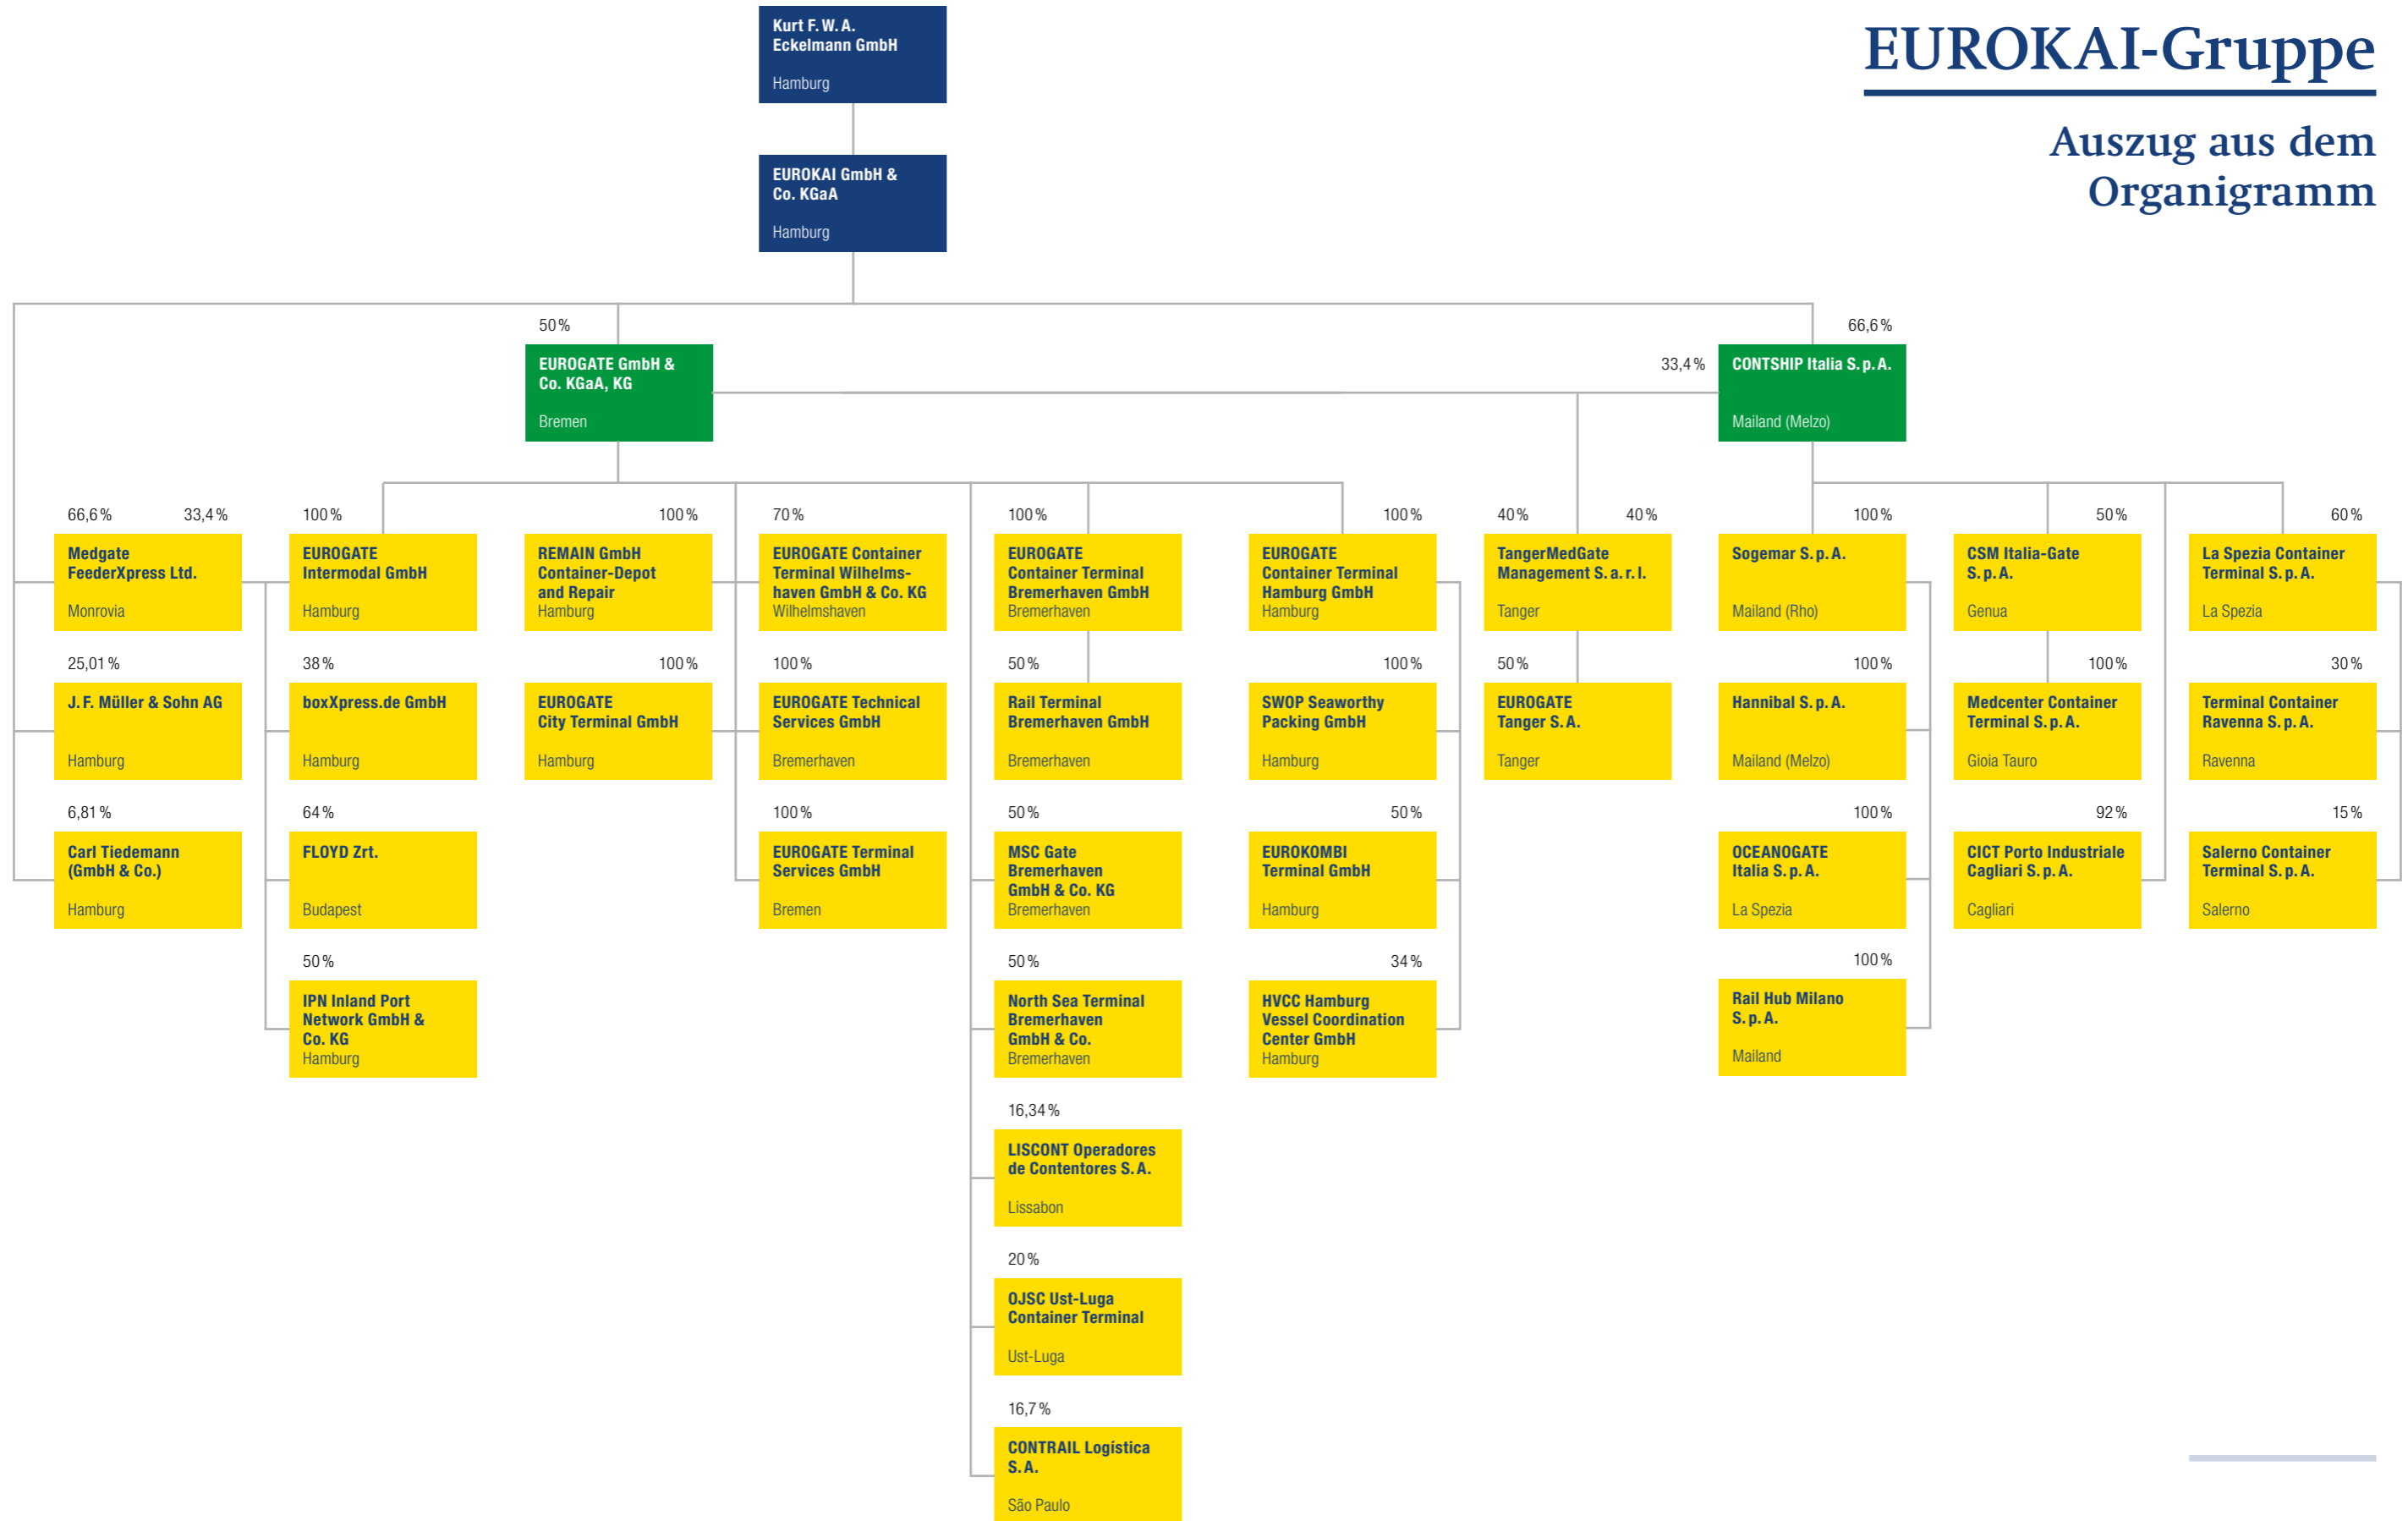 EUROKAI-Gruppe
Auszug aus dem
Organigramm
Kurt F. W. A.
Eckelmann GmbH
Hamburg
EUROKAI GmbH &
Co. KGaA
Hamburg
50 %
EUROGATE GmbH &
Co. KGaA, KG
Bremen
66,6 %
33,4 %
CONTSHIP Italia S. p. A.
Mailand (Melzo)
66,6 %
33,4 %
Medgate
FeederXpress Ltd.
Monrovia
25,01 %
J. F. Müller & Sohn AG
Hamburg
6,81 %
Carl Tiedemann
(GmbH & Co.)
Hamburg
100 %
EUROGATE
Intermodal GmbH
Hamburg
38 %
boxXpress.de GmbH
Hamburg
64 %
FLOYD Zrt.
Budapest
50 %
IPN Inland Port
Network GmbH &
Co. KG
Hamburg
100 %
REMAIN GmbH
Container-Depot
and Repair
Hamburg
100 %
EUROGATE
City Terminal GmbH
Hamburg
70 %
EUROGATE Container
Terminal Wilhelms-
haven GmbH & Co. KG
Wilhelmshaven
100 %
EUROGATE Technical
Services GmbH
Bremerhaven
100 %
EUROGATE Terminal
Services GmbH
Bremen
100 %
EUROGATE
Container Terminal
Bremerhaven GmbH
Bremerhaven
50 %
Rail Terminal
Bremerhaven GmbH
Bremerhaven
50 %
MSC Gate
Bremerhaven
GmbH & Co. KG
Bremerhaven
50 %
North Sea Terminal
Bremerhaven
GmbH & Co.
Bremerhaven
16,34 %
LISCONT Operadores
de Contentores S. A.
Lissabon
20 %
OJSC Ust-Luga
Container Terminal
Ust-Luga
16,7 %
CONTRAIL Logística
S. A.
São Paulo
100 %
EUROGATE
Container Terminal
Hamburg GmbH
Hamburg
100 %
SWOP Seaworthy
Packing GmbH
Hamburg
50 %
EUROKOMBI
Terminal GmbH
Hamburg
34 %
HVCC Hamburg
Vessel Coordination
Center GmbH
Hamburg
40 %
40 %
TangerMedGate
Management S. a. r. l.
Tanger
50 %
EUROGATE
Tanger S. A.
Tanger
100 %
Sogemar S. p. A.
Mailand (Rho)
100 %
Hannibal S. p. A.
Mailand (Melzo)
100 %
OCEANOGATE
Italia S. p. A.
La Spezia
100 %
Rail Hub Milano
S. p. A.
Mailand
50 %
CSM Italia-Gate
S. p. A.
Genua
100 %
Medcenter Container
Terminal S. p. A.
Gioia Tauro
92 %
CICT Porto Industriale
Cagliari S. p. A.
Cagliari
60 %
La Spezia Container
Terminal S. p. A.
La Spezia
30 %
Terminal Container
Ravenna S. p. A.
Ravenna
15 %
Salerno Container
Terminal S. p. A.
Salerno